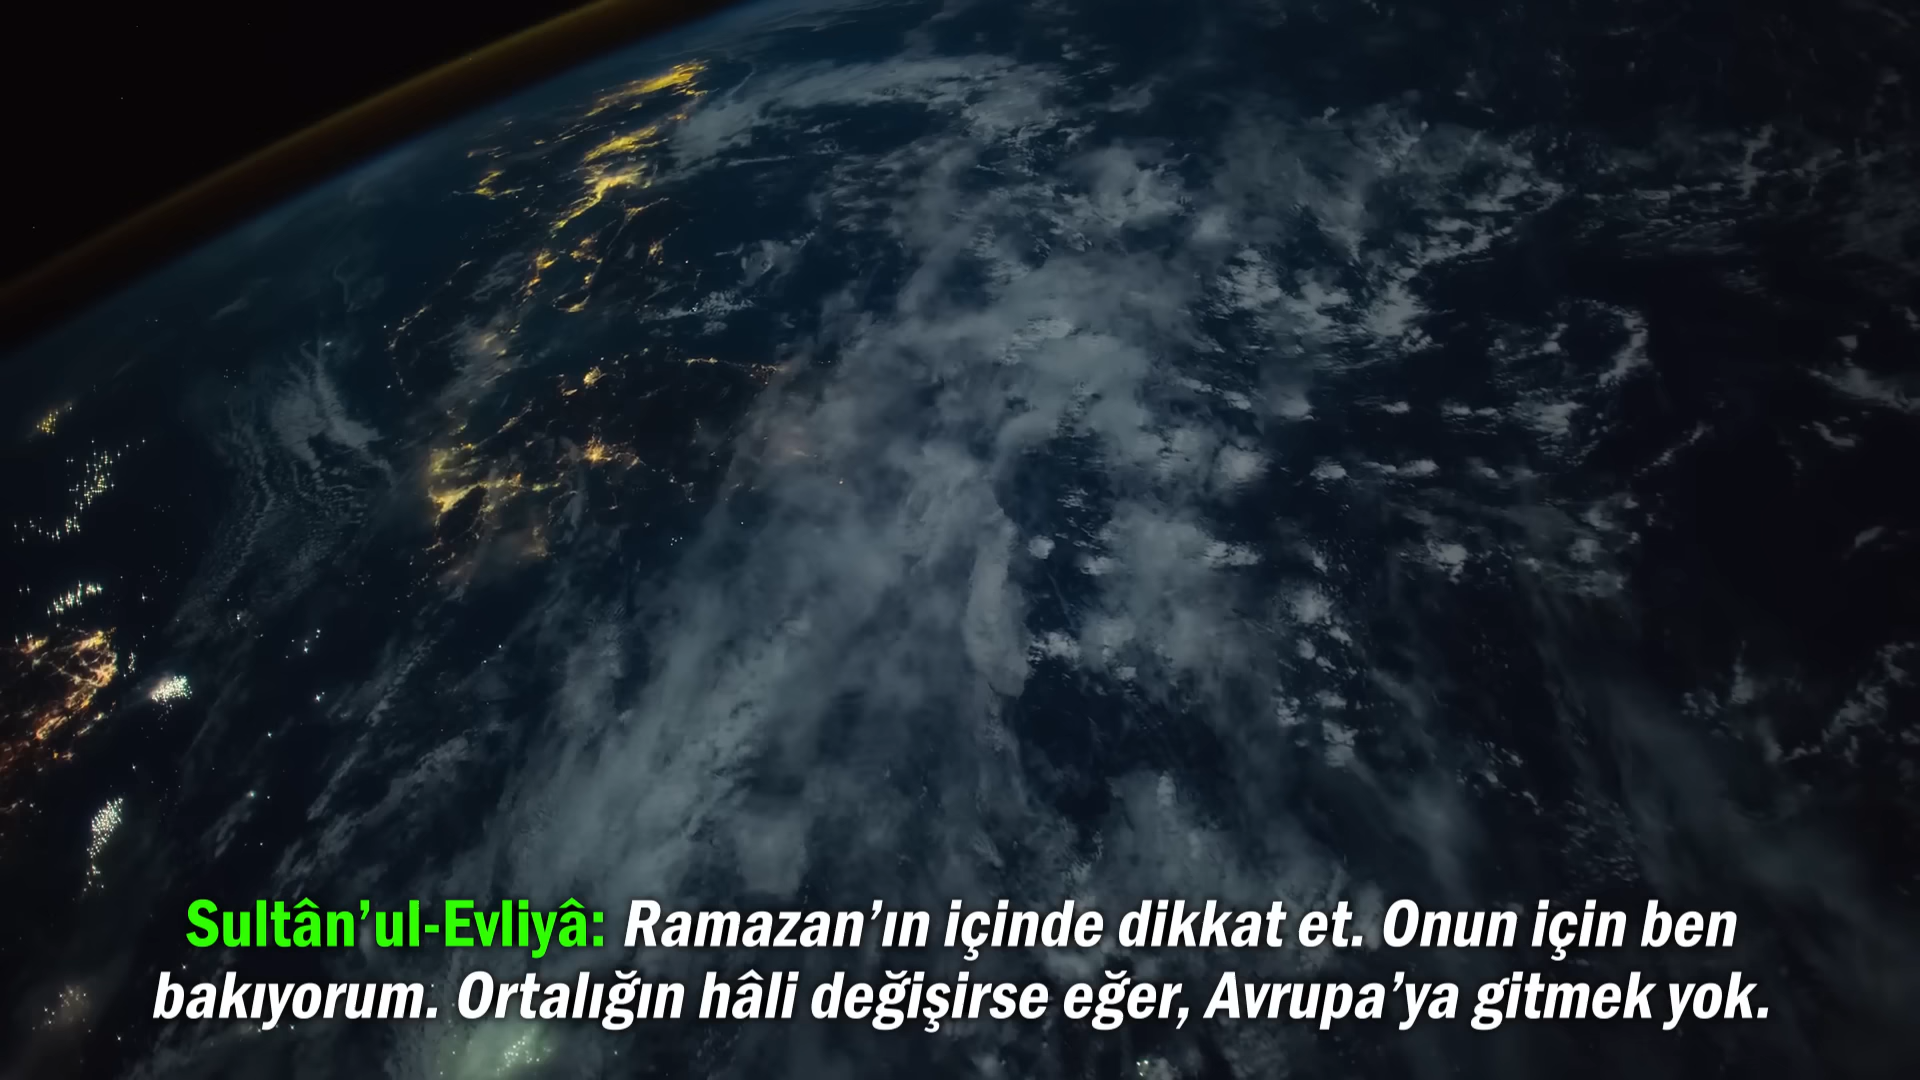 Sultân’ul-Evliyâ: Ramazan’ın içinde dikkat et. Onun için ben
bakıyorum. Ortalığın hâli değişirse eğer, Avrupa’ya gitmek yok.